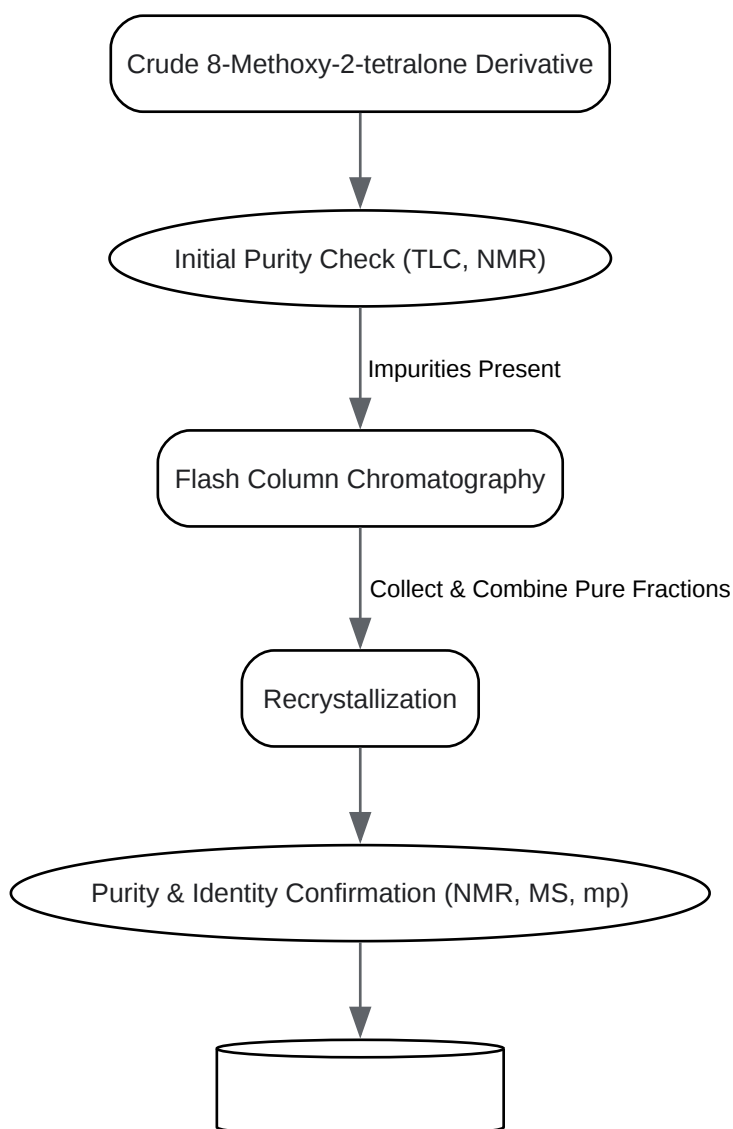 Crude 8-Methoxy-2-tetralone Derivative
Initial Purity Check (TLC, NMR)
Impurities Present
Flash Column Chromatography
Collect & Combine Pure Fractions
Recrystallization
Purity & Identity Confirmation (NMR, MS, mp)